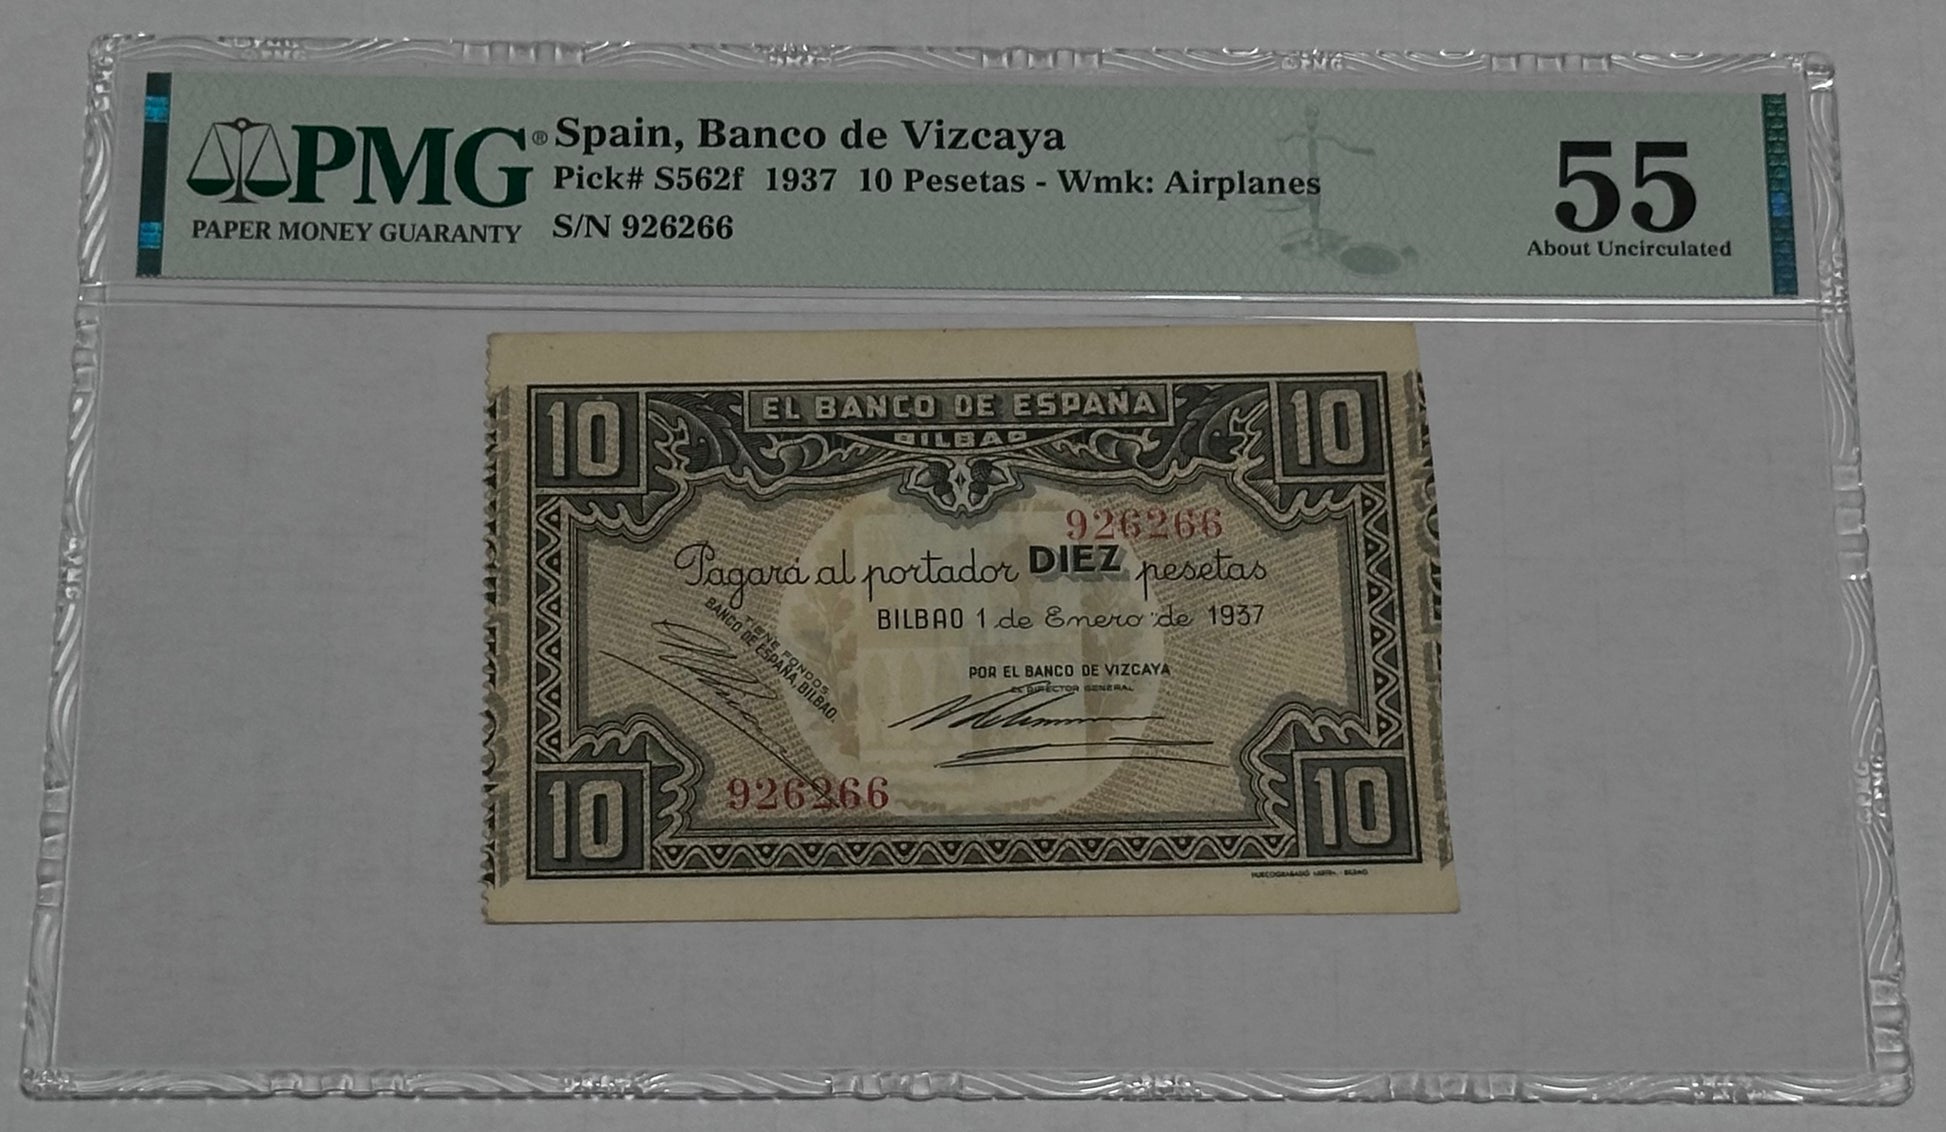 PMG®
PAPER MONEY GUARANTY
Spain, Banco de Vizcaya
Pick# S562f 1937 10 Pesetas - Wmk: Airplanes
S/N 926266
55
About Uncirculated
10 EL BANCO DE ESPAÑA 10
BILBAO
926266
Pagará al portador DIEZ pesetas
BILBAO 1 de Enero de 1937
TIENE FONDOS
BANCO DE ESPAÑA, BILBAO.
POR EL BANCO DE VIZCAYA
EL DIRECTOR GENERAL
926266
10 10
HUECOGRABADO
BILBAO